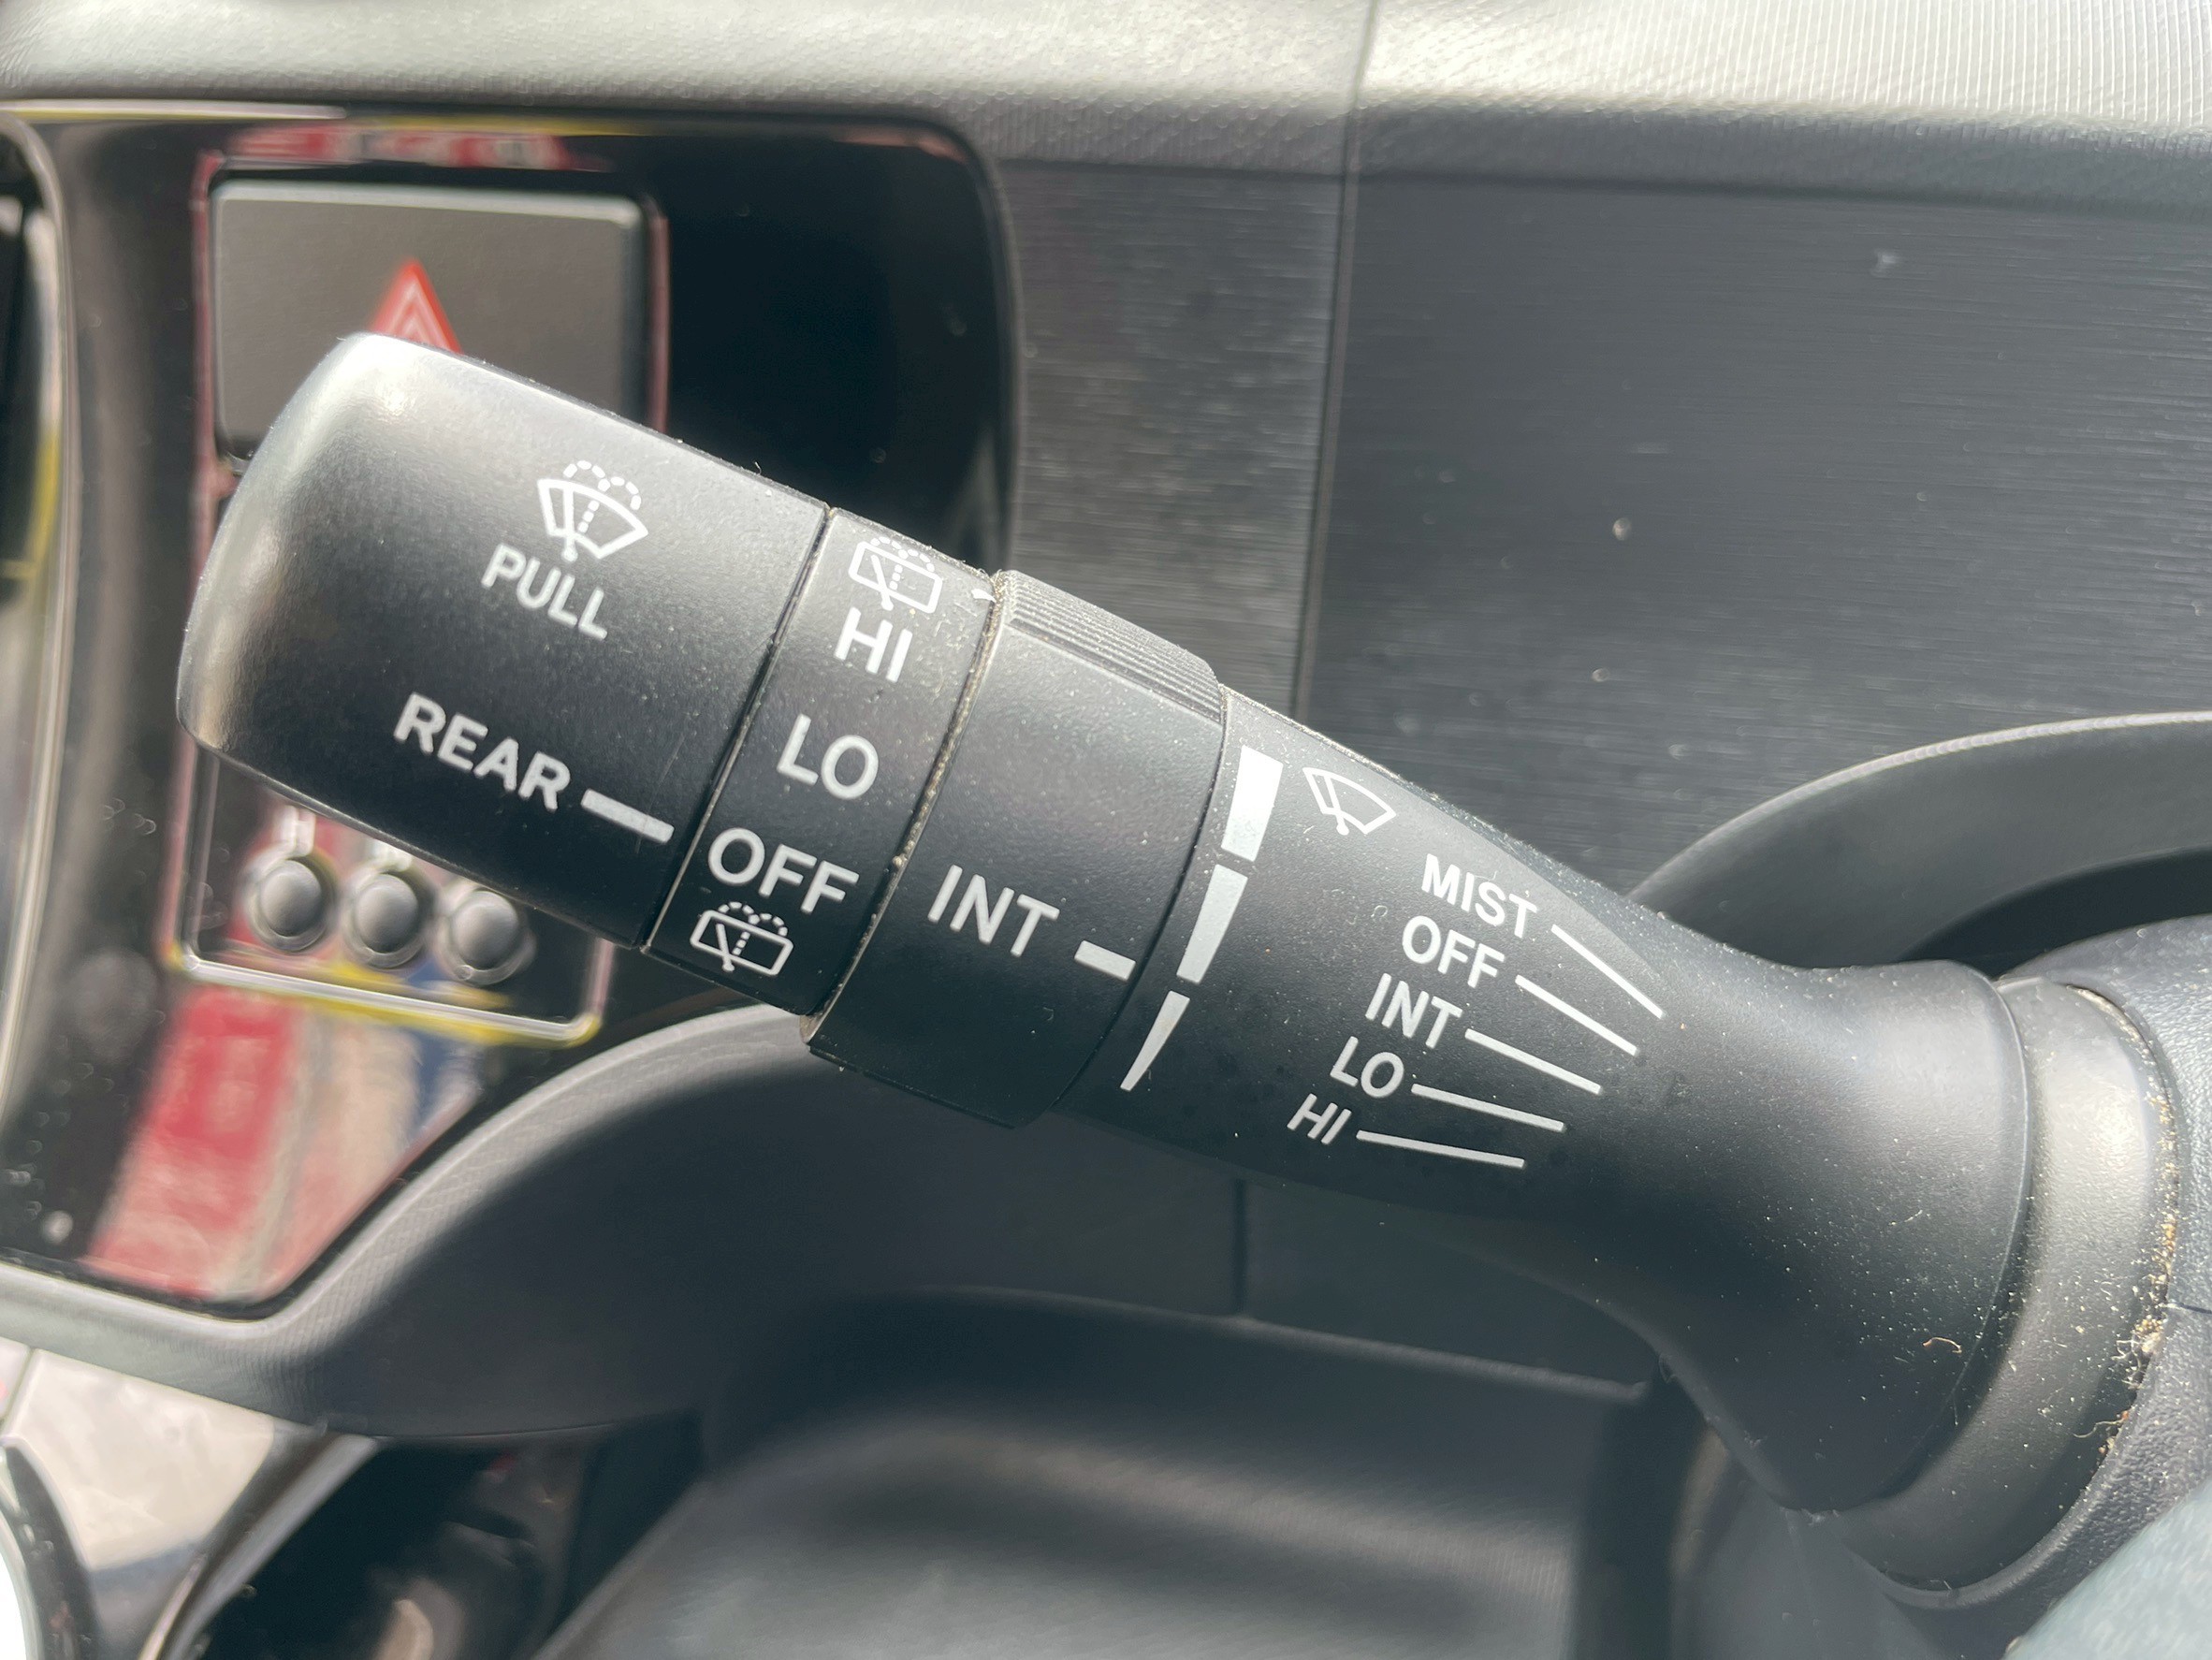 PULL
REAR
HI
LO
OFF
INT
MIST
OFF
INT
LO
HI